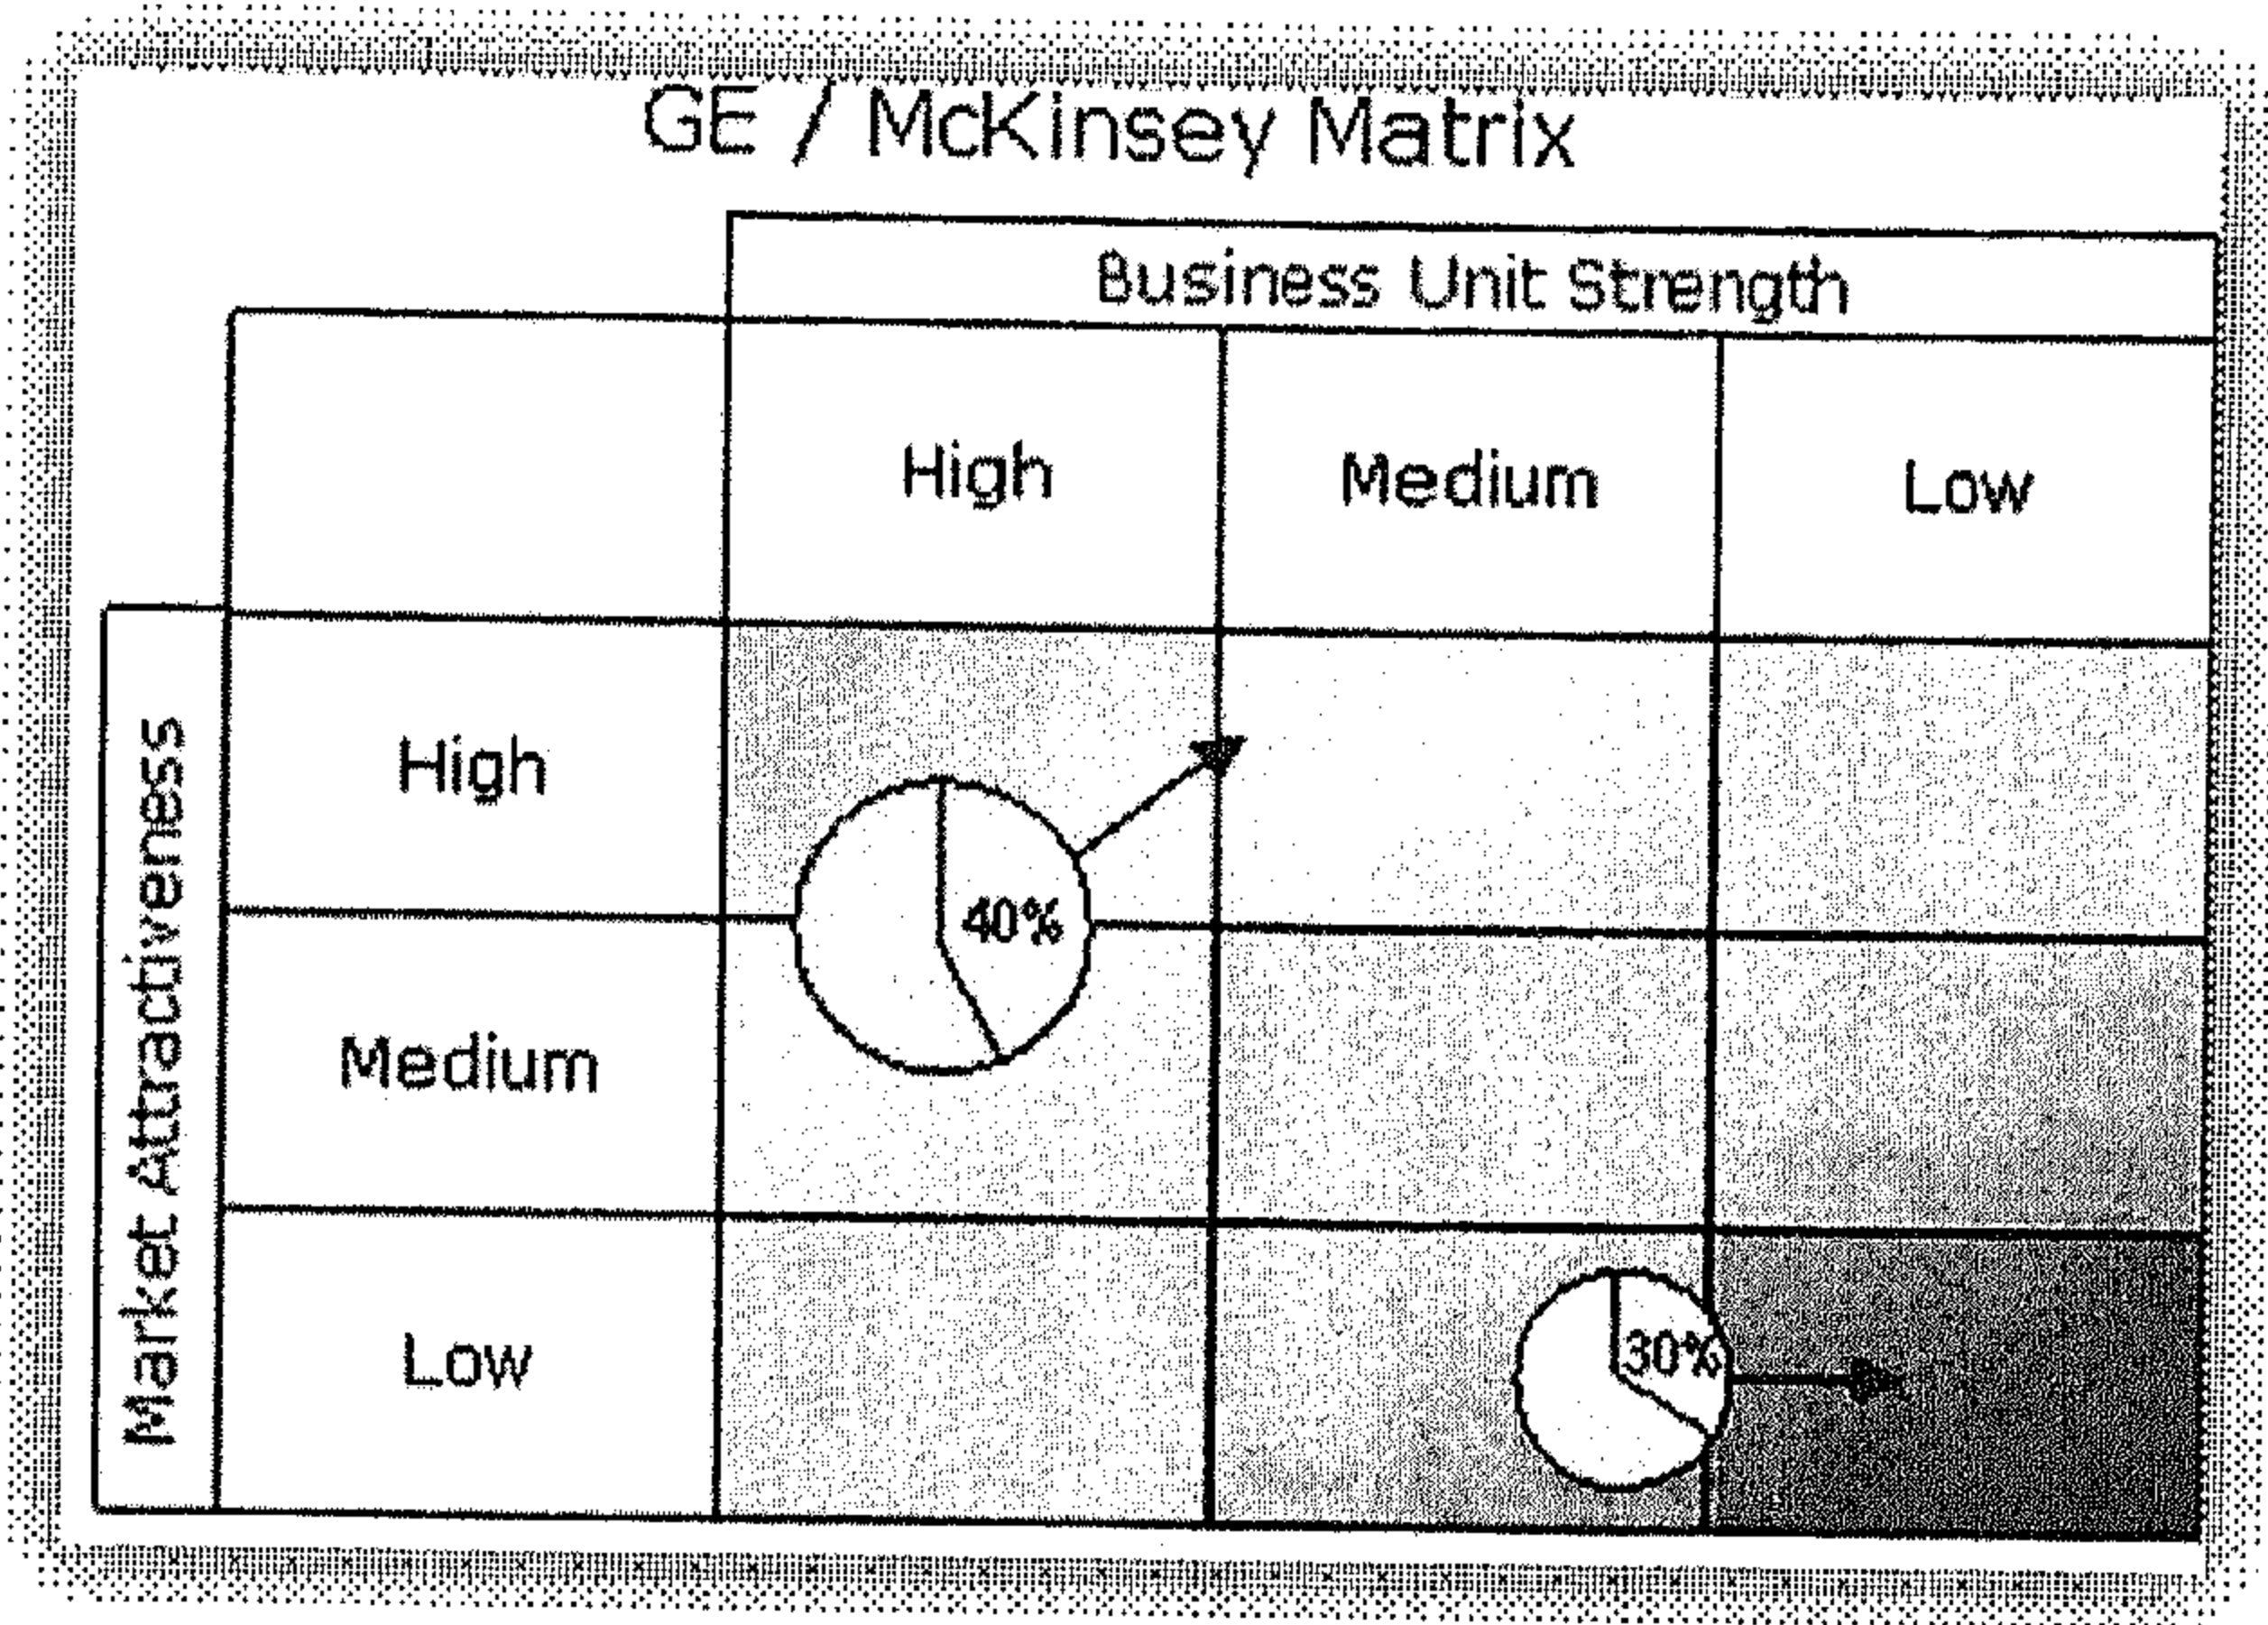 GE / McKinsey Matrix
Business Unit Strength
High
Medium
Low
Market Attractiveness
High
40%
Medium
Low
30%